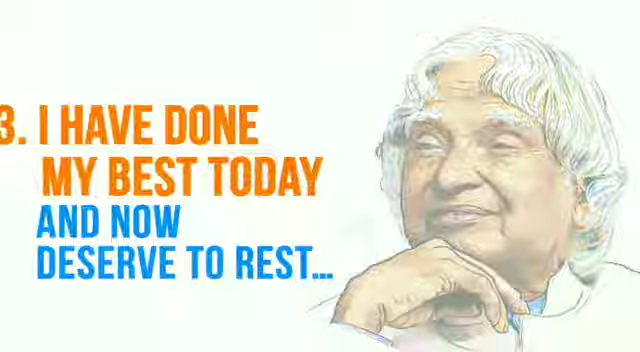 3. I HAVE DONE
MY BEST TODAY
AND NOW
DESERVE TO REST...